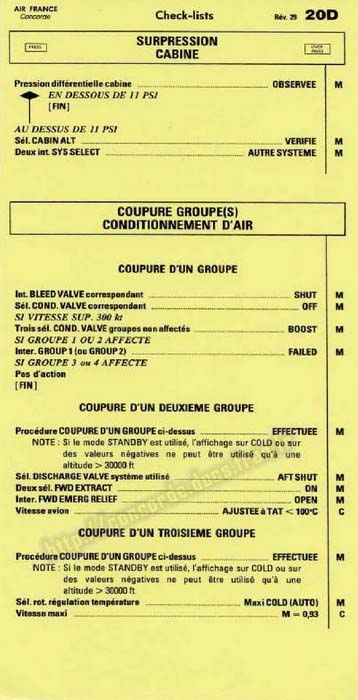 AIR FRANCE
Concorde
Check-lists
Rév. 29 20D
PRESS
SURPRESSION
CABINE
OVER
PRESS
Pression différentielle cabine OBSERVEE M
EN DESSOUS DE 11 PSI
[FIN]
AU DESSUS DE 11 PSI
Sél. CABIN ALT VERIFIE M
Deux int. SYS SELECT AUTRE SYSTEME M
COUPURE GROUPE(S)
CONDITIONNEMENT D'AIR
COUPURE D'UN GROUPE
Int. BLEED VALVE correspondant SHUT M
Sél. COND. VALVE correspondant OFF M
SI VITESSE SUP. 300 kt
Trois sél. COND. VALVE groupes non affectés BOOST M
SI GROUPE 1 OU 2 AFFECTE
Inter. GROUP 1 (ou GROUP 2) FAILED M
SI GROUPE 3 ou 4 AFFECTE
Pas d'action
[FIN]
COUPURE D'UN DEUXIEME GROUPE
Procédure COUPURE D'UN GROUPE ci-dessus EFFECTUEE M
NOTE : Si le mode STANDBY est utilisé, l'affichage sur COLD ou sur
des valeurs négatives ne peut être utilisé qu'à une
altitude > 30000 ft
Sél. DISCHARGE VALVE système utilisé AFT SHUT M
Deux sél. FWD EXTRACT ON M
Inter. FWD EMERG RELIEF OPEN M
Vitesse avion AJUSTEE à TAT < 100°C C
COUPURE D'UN TROISIEME GROUPE
Procédure COUPURE D'UN GROUPE ci-dessus EFFECTUEE M
NOTE : Si le mode STANDBY est utilisé, l'affichage sur COLD ou sur
des valeurs négatives ne peut être utilisé qu'à une
altitude > 30000 ft
Sél. rot. régulation température Maxi COLD (AUTO) M
Vitesse maxi M = 0,93 C